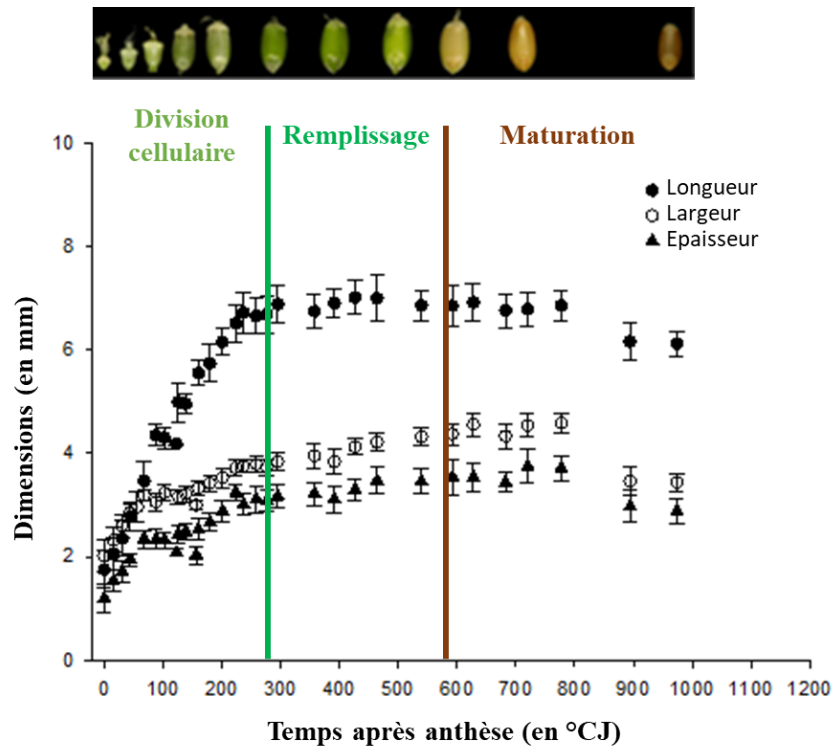 Division
cellulaire
Remplissage
Maturation
10
8
6
4
2
0
Longueur
Largeur
Epaisseur
Dimensions (en mm)
0 100 200 300 400 500 600 700 800 900 1000 1100 1200
Temps après anthèse (en °CJ)